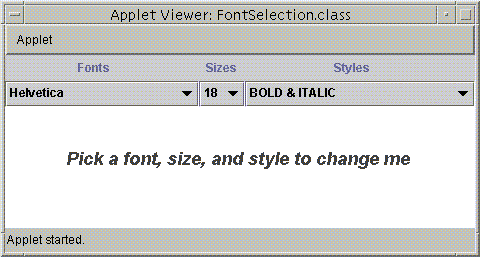 Applet Viewer: FontSelection.class
Applet
Fonts Sizes Styles
Helvetica 18 BOLD & ITALIC
Pick a font, size, and style to change me
Applet started.